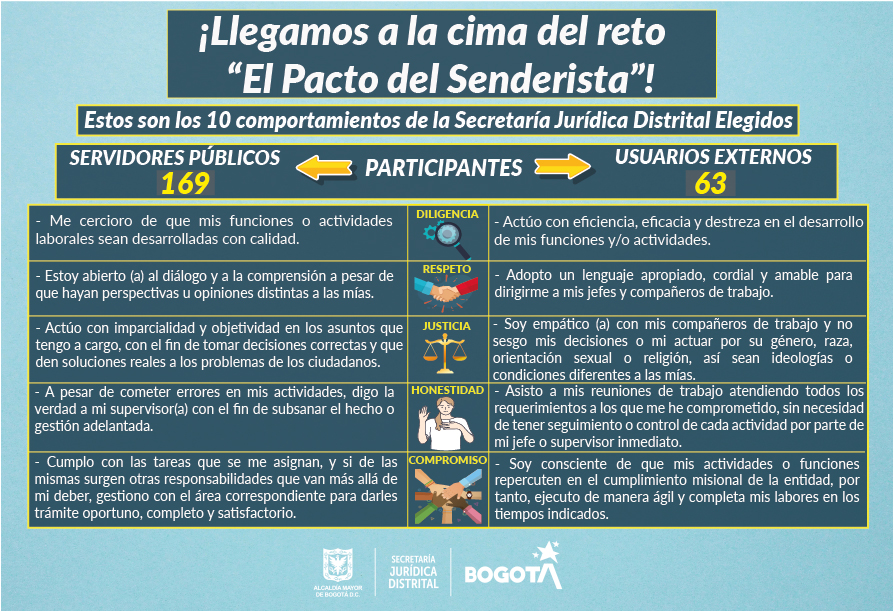 ¡Llegamos a la cima del reto
“El Pacto del Senderista”!
Estos son los 10 comportamientos de la Secretaría Jurídica Distrital Elegidos
SERVIDORES PÚBLICOS
169
PARTICIPANTES
USUARIOS EXTERNOS
63
- Me cercioro de que mis funciones o actividades
laborales sean desarrolladas con calidad.
DILIGENCIA
- Actúo con eficiencia, eficacia y destreza en el desarrollo
de mis funciones y/o actividades.
- Estoy abierto (a) al diálogo y a la comprensión a pesar de
que hayan perspectivas u opiniones distintas a las mías.
RESPETO
- Adopto un lenguaje apropiado, cordial y amable para
dirigirme a mis jefes y compañeros de trabajo.
- Actúo con imparcialidad y objetividad en los asuntos que
tengo a cargo, con el fin de tomar decisiones correctas y que
den soluciones reales a los problemas de los ciudadanos.
JUSTICIA
- Soy empático (a) con mis compañeros de trabajo y no
sesgo mis decisiones o mi actuar por su género, raza,
orientación sexual o religión, así sean ideologías o
condiciones diferentes a las mías.
- A pesar de cometer errores en mis actividades, digo la
verdad a mi supervisor(a) con el fin de subsanar el hecho o
gestión adelantada.
HONESTIDAD
- Asisto a mis reuniones de trabajo atendiendo todos los
requerimientos a los que me he comprometido, sin necesidad
de tener seguimiento o control de cada actividad por parte de
mi jefe o supervisor inmediato.
- Cumplo con las tareas que se me asignan, y si de las
mismas surgen otras responsabilidades que van más allá de
mi deber, gestiono con el área correspondiente para darles
trámite oportuno, completo y satisfactorio.
COMPROMISO
- Soy consciente de que mis actividades o funciones
repercuten en el cumplimiento misional de la entidad, por
tanto, ejecuto de manera ágil y completa mis labores en los
tiempos indicados.
ALCALDÍA MAYOR
DE BOGOTÁ D.C.
SECRETARÍA
JURÍDICA
DISTRITAL
BOGOTÁ